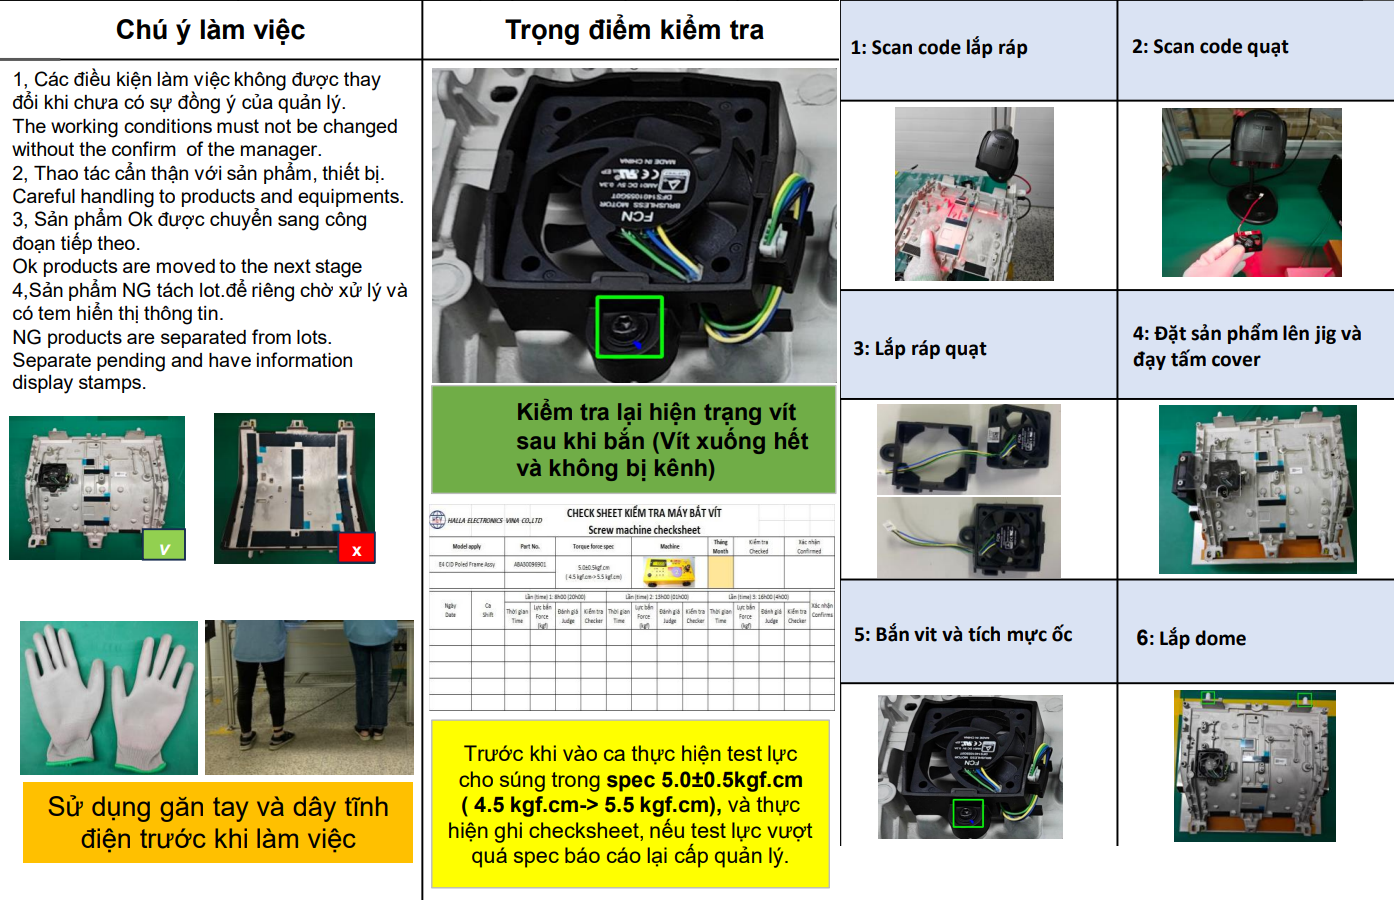 Chú ý làm việc
1, Các điều kiện làm việc không được thay
đổi khi chưa có sự đồng ý của quản lý.
The working conditions must not be changed
without the confirm of the manager.
2, Thao tác cẩn thận với sản phẩm, thiết bị.
Careful handling to products and equipments.
3, Sản phẩm Ok được chuyển sang công
đoạn tiếp theo.
Ok products are moved to the next stage
4,Sản phẩm NG tách lot.để riêng chờ xử lý và
có tem hiển thị thông tin.
NG products are separated from lots.
Separate pending and have information
display stamps.
V
x
Sử dụng găn tay và dây tĩnh
điện trước khi làm việc
Trọng điểm kiểm tra
MADE IN CHINA
AM01 DC 5V 0.3A
DFS140105SG0T
BRUSHLESS MOTOR
FCN
Kiểm tra lại hiện trạng vít
sau khi bắn (Vít xuống hết
và không bị kênh)
HALLA ELECTRONICS VINA CO,LTD
CHECK SHEET KIỂM TRA MÁY BẮT VÍT
Screw machine checksheet
Model apply Part No. Torque force spec Machine Tháng Month Kiểm tra Checked Xác nhận Confirmed
84 CID Poled Frame Assy ABA50096901 5.0±0.5kgf.cm
( 4.5 kgf.cm-> 5.5 kgf.cm)
Ngày Date Ca Shift Lần (time) 1: 8h00 (20h00) Lần (time) 2: 13h00 (01h00) Lần (time) 3: 16h00 (4h00) Xác nhận Confirms
Thời gian Time Lực bắn Force (kgf) Đánh giá Judge Kiểm tra Checker Thời gian Time Lực bắn Force (kgf) Đánh giá Judge Kiểm tra Checker Thời gian Time Lực bắn Force (kgf) Đánh giá Judge Kiểm tra Checker
Trước khi vào ca thực hiện test lực
cho súng trong spec 5.0±0.5kgf.cm
( 4.5 kgf.cm-> 5.5 kgf.cm), và thực
hiện ghi checksheet, nếu test lực vượt
quá spec báo cáo lại cấp quản lý.
1: Scan code lắp ráp
2: Scan code quạt
3: Lắp ráp quạt
4: Đặt sản phẩm lên jig và
đạy tấm cover
5: Bắn vit và tích mực ốc
6: Lắp dome